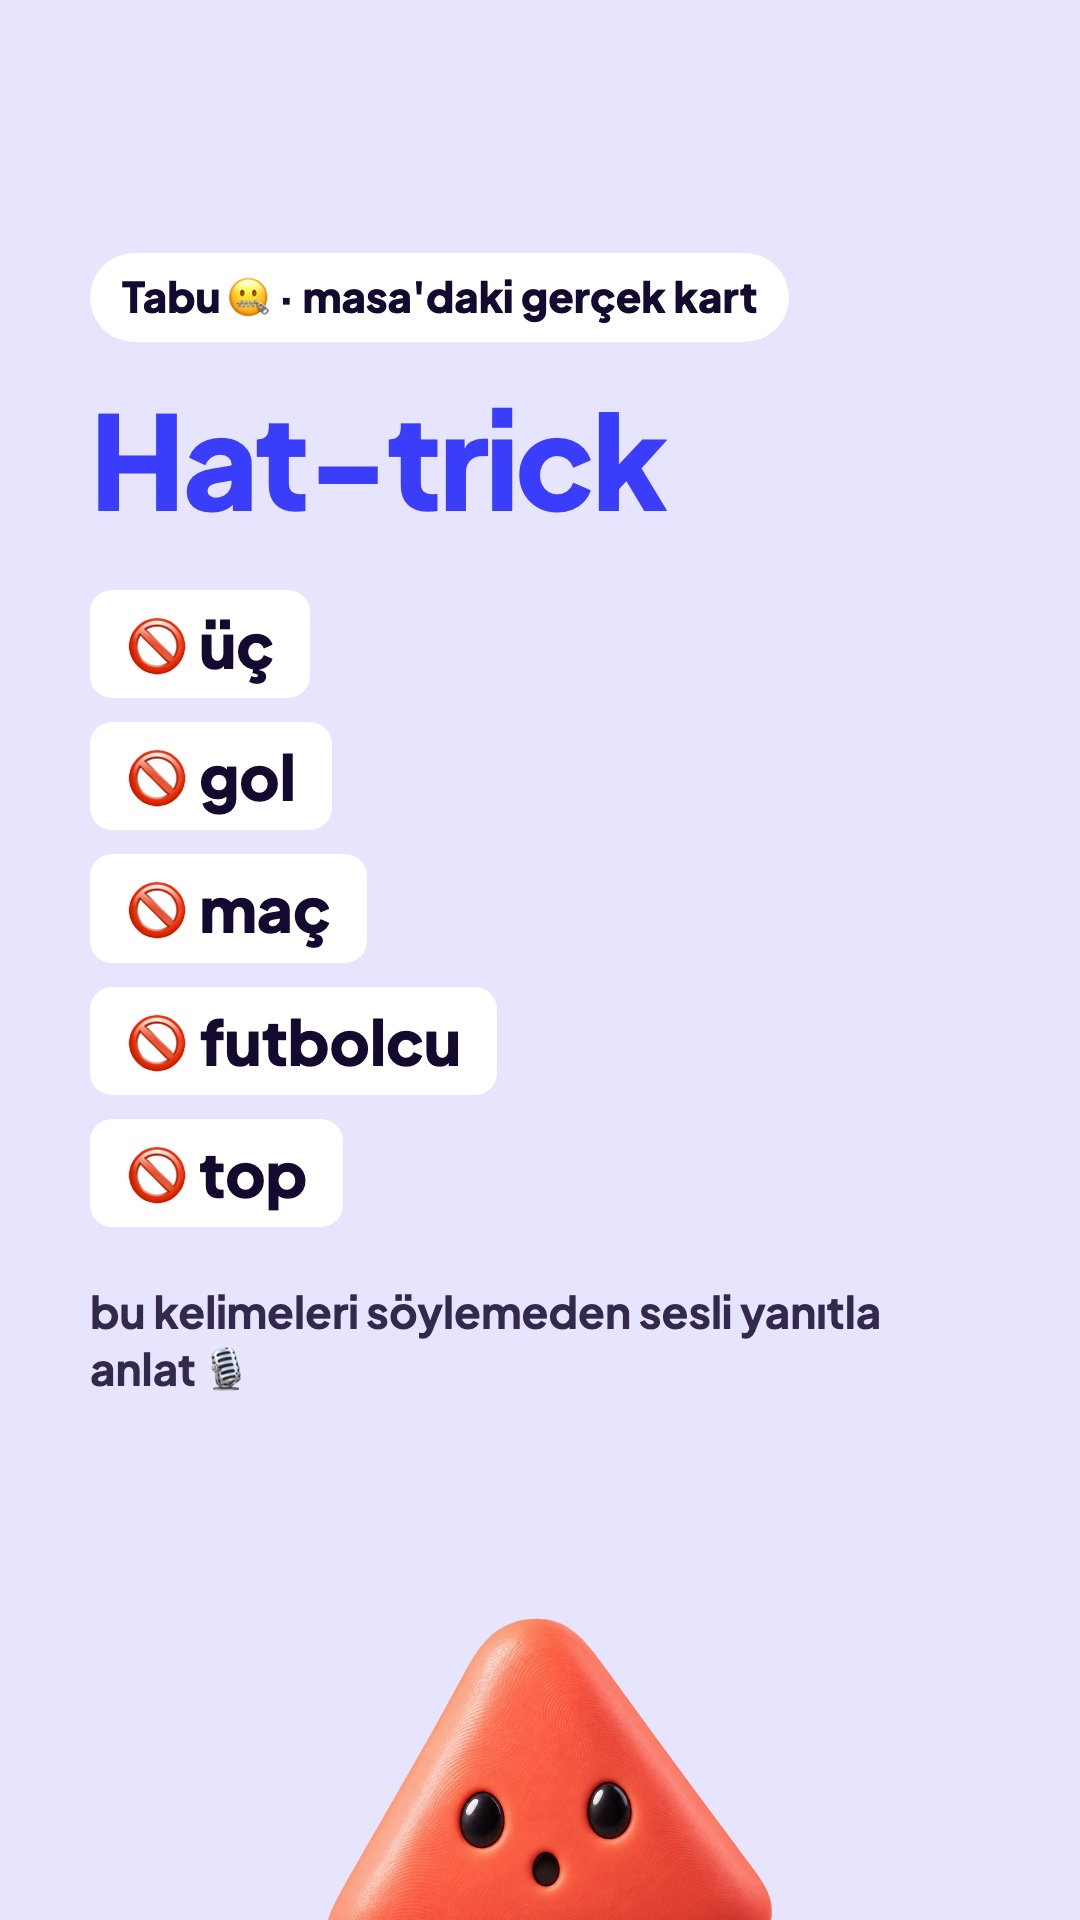 Tabu 🤐 · masa'daki gerçek kart
Hat-trick
🚫 üç
🚫 gol
🚫 maç
🚫 futbolcu
🚫 top
bu kelimeleri söylemeden sesli yanıtla
anlat 🎙️